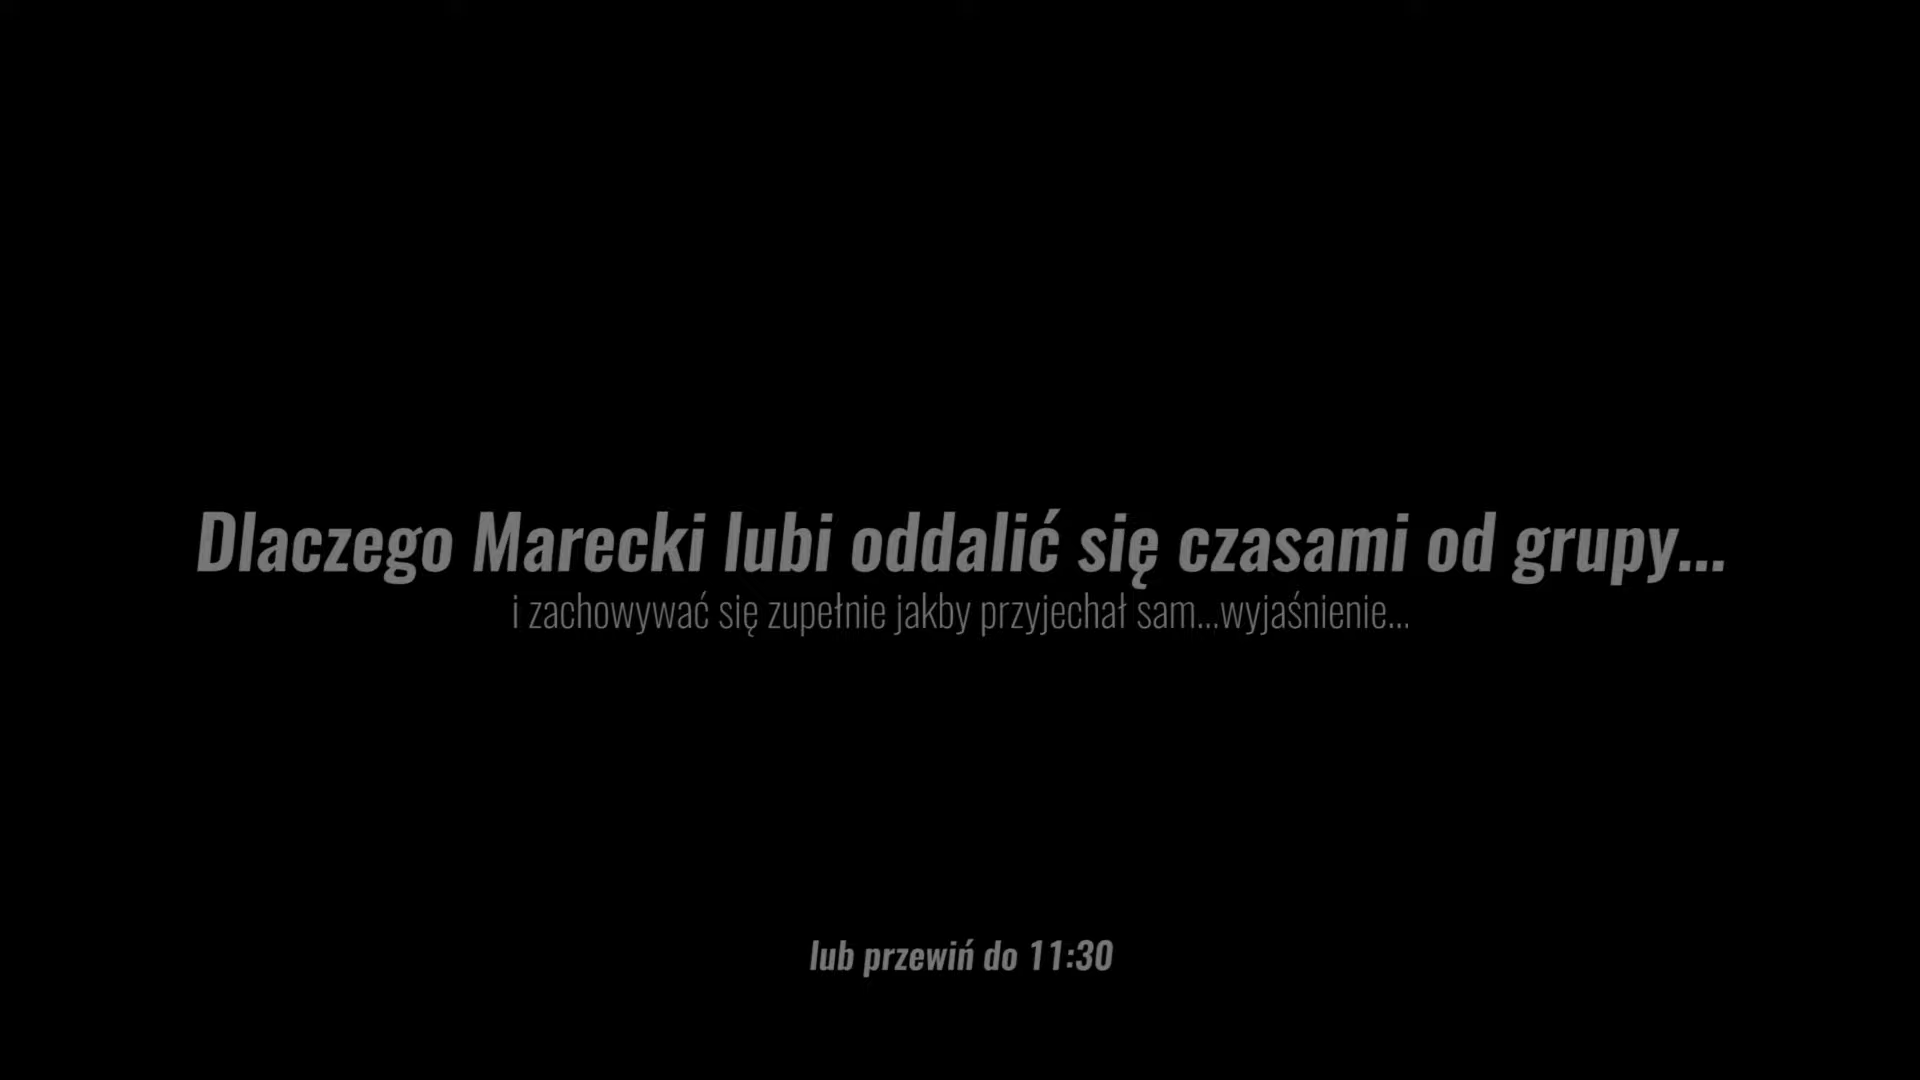 Dlaczego Marecki lubi oddalić się czasami od grupy...
i zachowywać się zupełnie jakby przyjechał sam...wyjaśnienie...
lub przewiń do 11:30